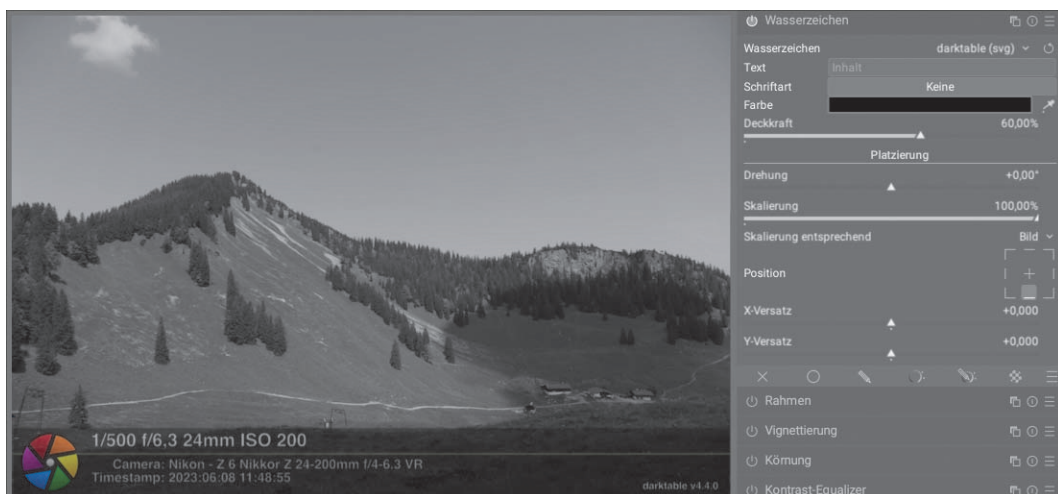 Wasserzeichen
Wasserzeichen darktable (svg)
Text Inhalt
Schriftart Keine
Farbe
Deckkraft 60,00%
Platzierung
Drehung +0,00°
Skalierung 100,00%
Skalierung entsprechend Bild
Position
X-Versatz +0,000
Y-Versatz +0,000
Rahmen
Vignettierung
Körnung
Kontrast-Equalizer
1/500 f/6,3 24mm ISO 200
Camera: Nikon - Z 6 Nikkor Z 24-200mm f/4-6.3 VR
Timestamp: 2023:06:08 11:48:55
darktable v4.4.0